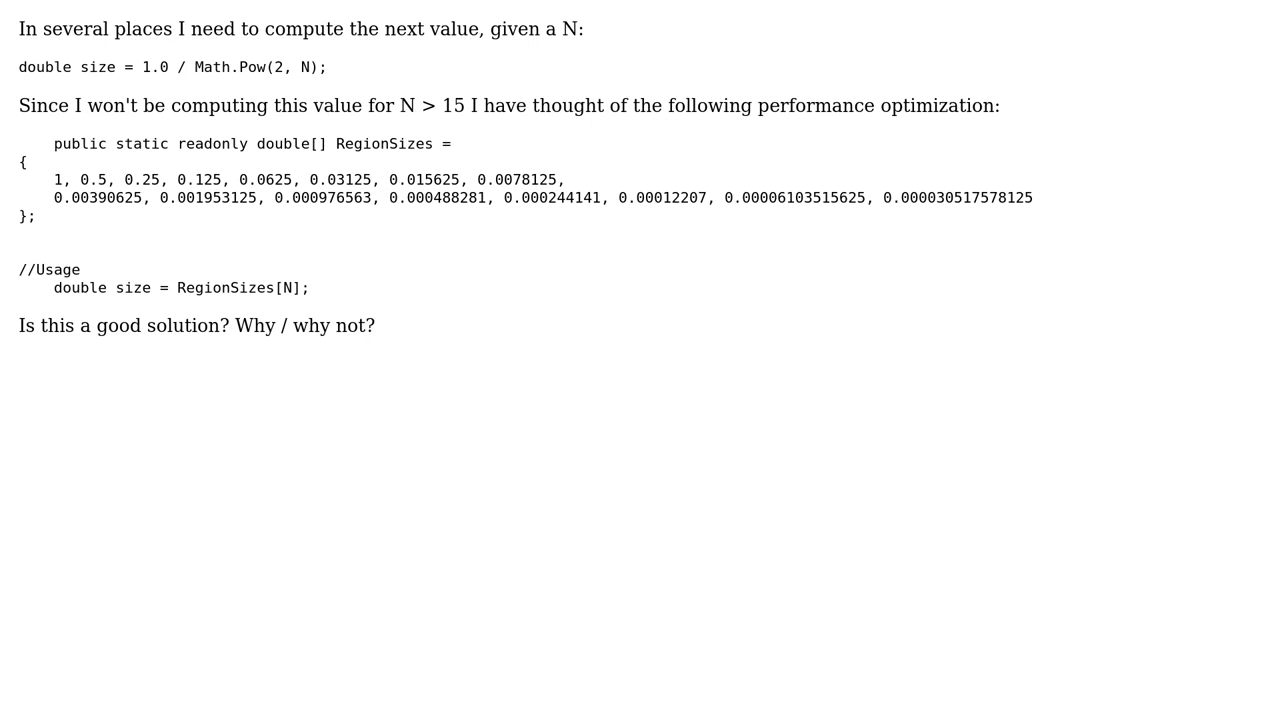 In several places I need to compute the next value, given a N:
double size = 1.0 / Math.Pow(2, N);
Since I won't be computing this value for N > 15 I have thought of the following performance optimization:
    public static readonly double[] RegionSizes =
{
    1, 0.5, 0.25, 0.125, 0.0625, 0.03125, 0.015625, 0.0078125,
    0.00390625, 0.001953125, 0.000976563, 0.000488281, 0.000244141, 0.00012207, 0.00006103515625, 0.000030517578125
};
//Usage
    double size = RegionSizes[N];
Is this a good solution? Why / why not?